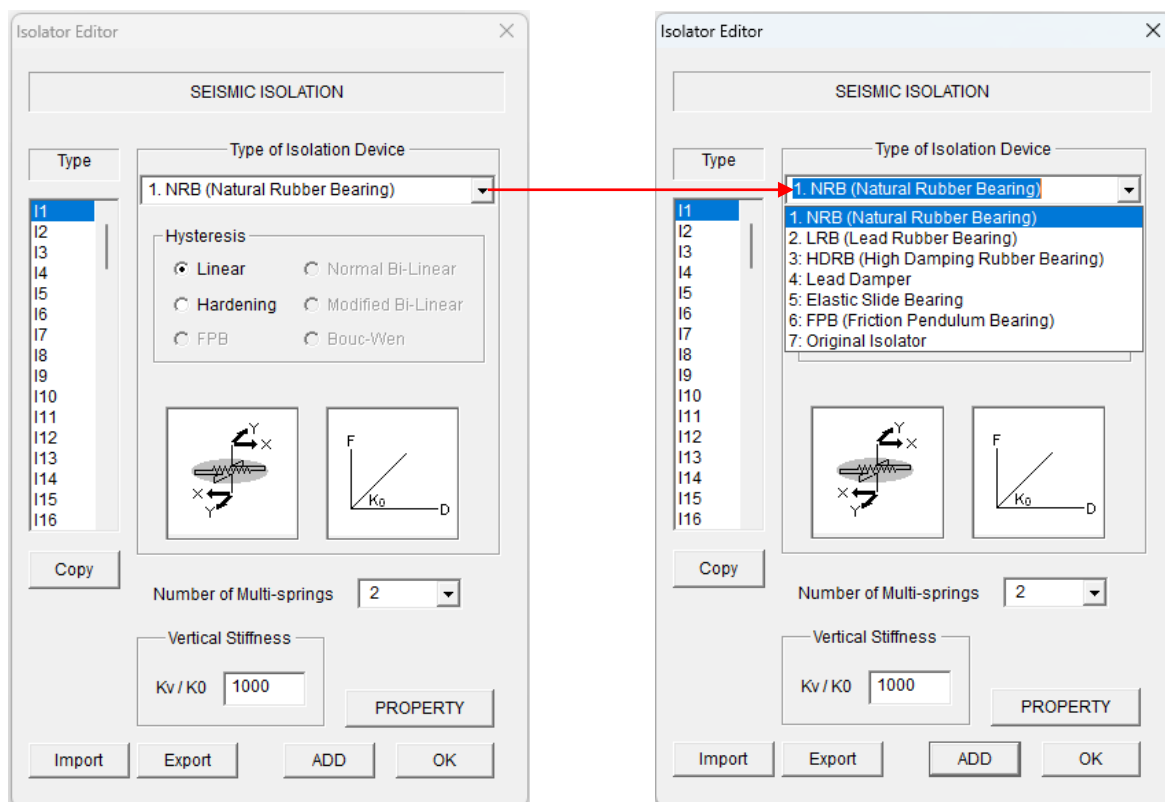 Isolator Editor
SEISMIC ISOLATION
Type
Type of Isolation Device
1. NRB (Natural Rubber Bearing)
I1
I2
I3
I4
I5
I6
I7
I8
I9
I10
I11
I12
I13
I14
I15
I16
Hysteresis
Linear
Normal Bi-Linear
Hardening
Modified Bi-Linear
FPB
Bouc-Wen
Y
X
X
Y
F
K0
D
Copy
Number of Multi-springs
2
Vertical Stiffness
Kv / K0
1000
PROPERTY
Import
Export
ADD
OK
Isolator Editor
SEISMIC ISOLATION
Type
Type of Isolation Device
1. NRB (Natural Rubber Bearing)
1. NRB (Natural Rubber Bearing)
2. LRB (Lead Rubber Bearing)
3: HDRB (High Damping Rubber Bearing)
4: Lead Damper
5: Elastic Slide Bearing
6: FPB (Friction Pendulum Bearing)
7: Original Isolator
I1
I2
I3
I4
I5
I6
I7
I8
I9
I10
I11
I12
I13
I14
I15
I16
Y
X
X
Y
F
K0
D
Copy
Number of Multi-springs
2
Vertical Stiffness
Kv / K0
1000
PROPERTY
Import
Export
ADD
OK